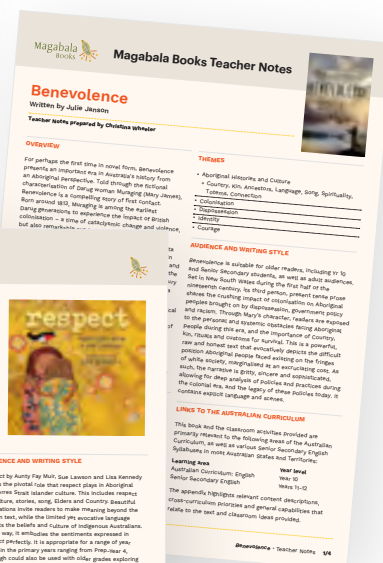 Magabala
Books
Magabala Books Teacher Notes
BENEVOLENCE
Benevolence
Written by Julie Janson
Teacher Notes prepared by Christina Wheeler
OVERVIEW
For perhaps the first time in novel form, Benevolence
presents an important era in Australia's history from
an Aboriginal perspective. Told through the fictional
characterisation of Darug woman Muraging (Mary James),
Benevolence is a compelling story of first contact.
Born around 1813, Muraging is among the earliest
Darug generations to experience the impact of British
colonisation – a time of cataclysmic change and violence,
but also remarkable
THEMES
• Aboriginal Histories and Culture
• Country, Kin, Ancestors, Language, Song, Spirituality,
Totems, Connection
• Colonisation
• Dispossession
• Identity
• Courage
AUDIENCE AND WRITING STYLE
Benevolence is suitable for older readers, including Yr 10
and Senior Secondary students, as well as adult audiences.
Set in New South Wales during the first half of the
nineteenth century, its third person, present tense prose
shares the crushing impact of colonisation on Aboriginal
peoples brought on by dispossession, government policy
and racism. Through Mary's character, readers are exposed
to the personal and systemic obstacles facing Aboriginal
people during this era, and the importance of Country,
kin, rituals and customs for survival. This is a powerful,
raw and honest text that evocatively depicts the difficult
position Aboriginal people faced existing on the fringes
of white society, marginalised at an excruciating cost. As
such, the narrative is gritty, sincere and sophisticated,
allowing for deep analysis of policies and practices during
the colonial era, and the legacy of these policies today. It
contains explicit language and scenes.
LINKS TO THE AUSTRALIAN CURRICULUM
This book and the classroom activities provided are
primarily relevant to the following areas of the Australian
Curriculum, as well as various Senior Secondary English
Syllabuses in most Australian States and Territories:
Learning area Year level
Australian Curriculum: English Year 10
Senior Secondary English Years 11-12
The appendix highlights relevant content descriptions,
cross-curriculum priorities and general capabilities that
relate to the text and classroom ideas provided.
Benevolence • Teacher Notes 1/4
respect
ENCE AND WRITING STYLE
ct by Aunty Fay Muir, Sue Lawson and Lisa Kennedy
s the pivotal role that respect plays in Aboriginal
rres Strait Islander culture. This includes respect
lture, stories, song, Elders and Country. Beautiful
ations invite readers to make meaning beyond the
n text, while the limited yet evocative language
ts the beliefs and culture of Indigenous Australians.
way, it embodies the sentiments expressed in
ct perfectly. It is appropriate for a range of year
in the primary years ranging from Prep-Year 4,
gh could also be used with older grades exploring